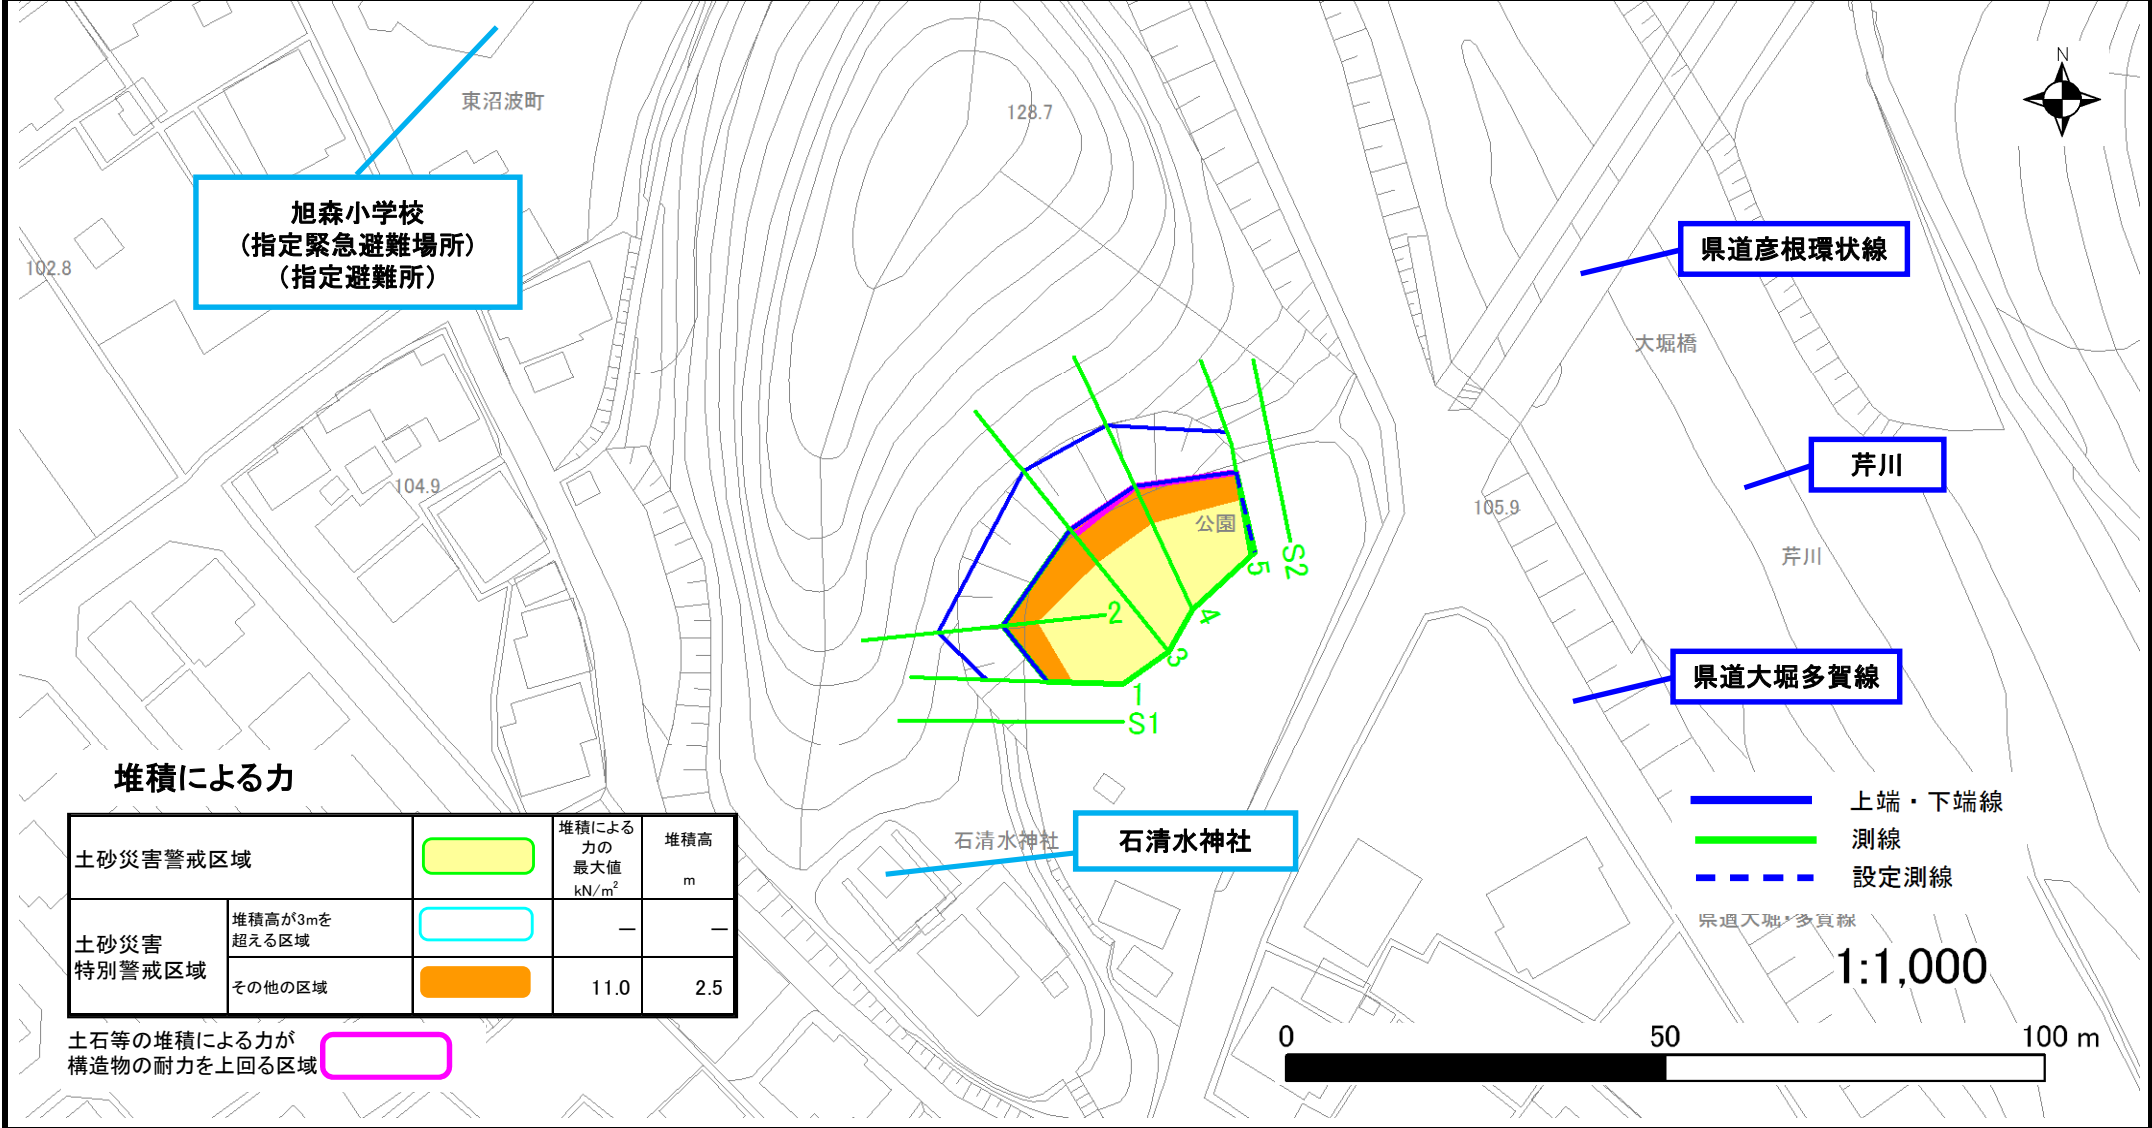 N
東沼波町
128.7
旭森小学校
（指定緊急避難場所）
（指定避難所）
県道彦根環状線
102.8
大堀橋
104.9
芹川
105.9
公園
芹川
S2
5
2
4
3
1
S1
県道大堀多賀線
堆積による力
土砂災害警戒区域
堆積による
力の
最大値
kN/m²
堆積高
m
土砂災害
特別警戒区域
堆積高が3mを
超える区域
－
－
その他の区域
11.0
2.5
土石等の堆積による力が
構造物の耐力を上回る区域
石清水神社
石清水神社
上端・下端線
測線
設定測線
県道大堀・多賀線
1:1,000
0
50
100 m